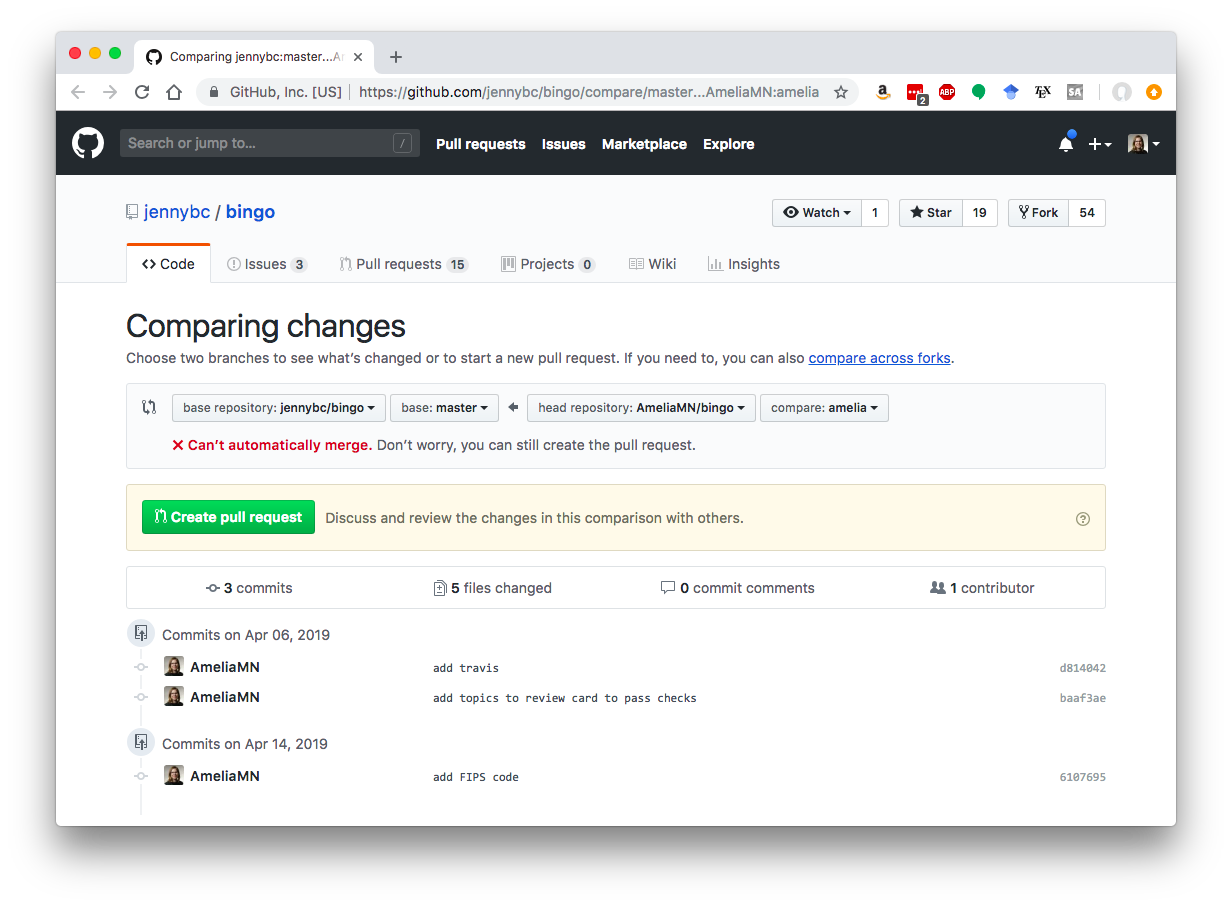 Comparing jennybc:master...A
GitHub, Inc. [US] | https://github.com/jennybc/bingo/compare/master...AmeliaMN:amelia
a 2 ABP TEX SA
Search or jump to... / Pull requests Issues Marketplace Explore
jennybc / bingo Watch 1 Star 19 Fork 54
Code Issues 3 Pull requests 15 Projects 0 Wiki Insights
Comparing changes
Choose two branches to see what’s changed or to start a new pull request. If you need to, you can also compare across forks.
base repository: jennybc/bingo base: master head repository: AmeliaMN/bingo compare: amelia
Can’t automatically merge. Don’t worry, you can still create the pull request.
Create pull request Discuss and review the changes in this comparison with others.
3 commits 5 files changed 0 commit comments 1 contributor
Commits on Apr 06, 2019
AmeliaMN add travis d814042
AmeliaMN add topics to review card to pass checks baaf3ae
Commits on Apr 14, 2019
AmeliaMN add FIPS code 6107695